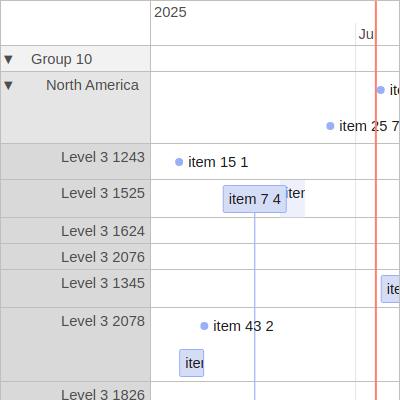 2025
Ju
▼ Group 10
▼ North America
ite
item 25 7
Level 3 1243
item 15 1
Level 3 1525
item 7 4
iter
Level 3 1624
Level 3 2076
Level 3 1345
ite
Level 3 2078
item 43 2
iter
Level 3 1826